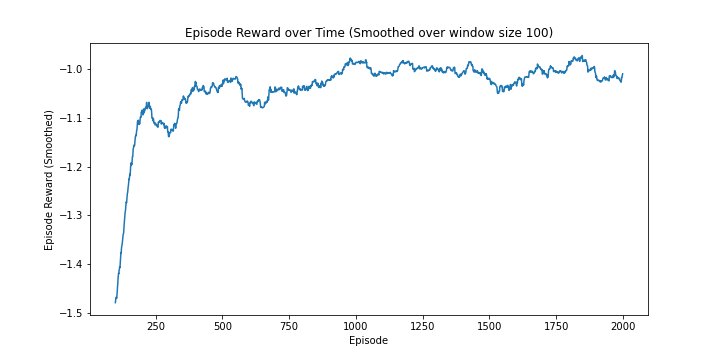 Episode Reward over Time (Smoothed over window size 100)
Episode Reward (Smoothed)
−1.0
−1.1
−1.2
−1.3
−1.4
−1.5
250 500 750 1000 1250 1500 1750 2000
Episode